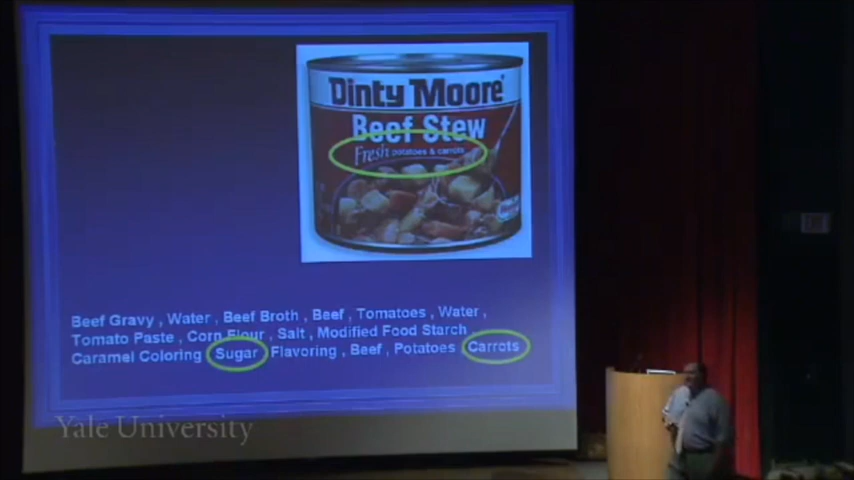 Dinty Moore
Beef Stew
Fresh potatoes & carrots
Beef Gravy , Water , Beef Broth , Beef , Tomatoes , Water ,
Tomato Paste , Corn Flour , Salt , Modified Food Starch
Caramel Coloring Sugar Flavoring , Beef , Potatoes Carrots
Yale University